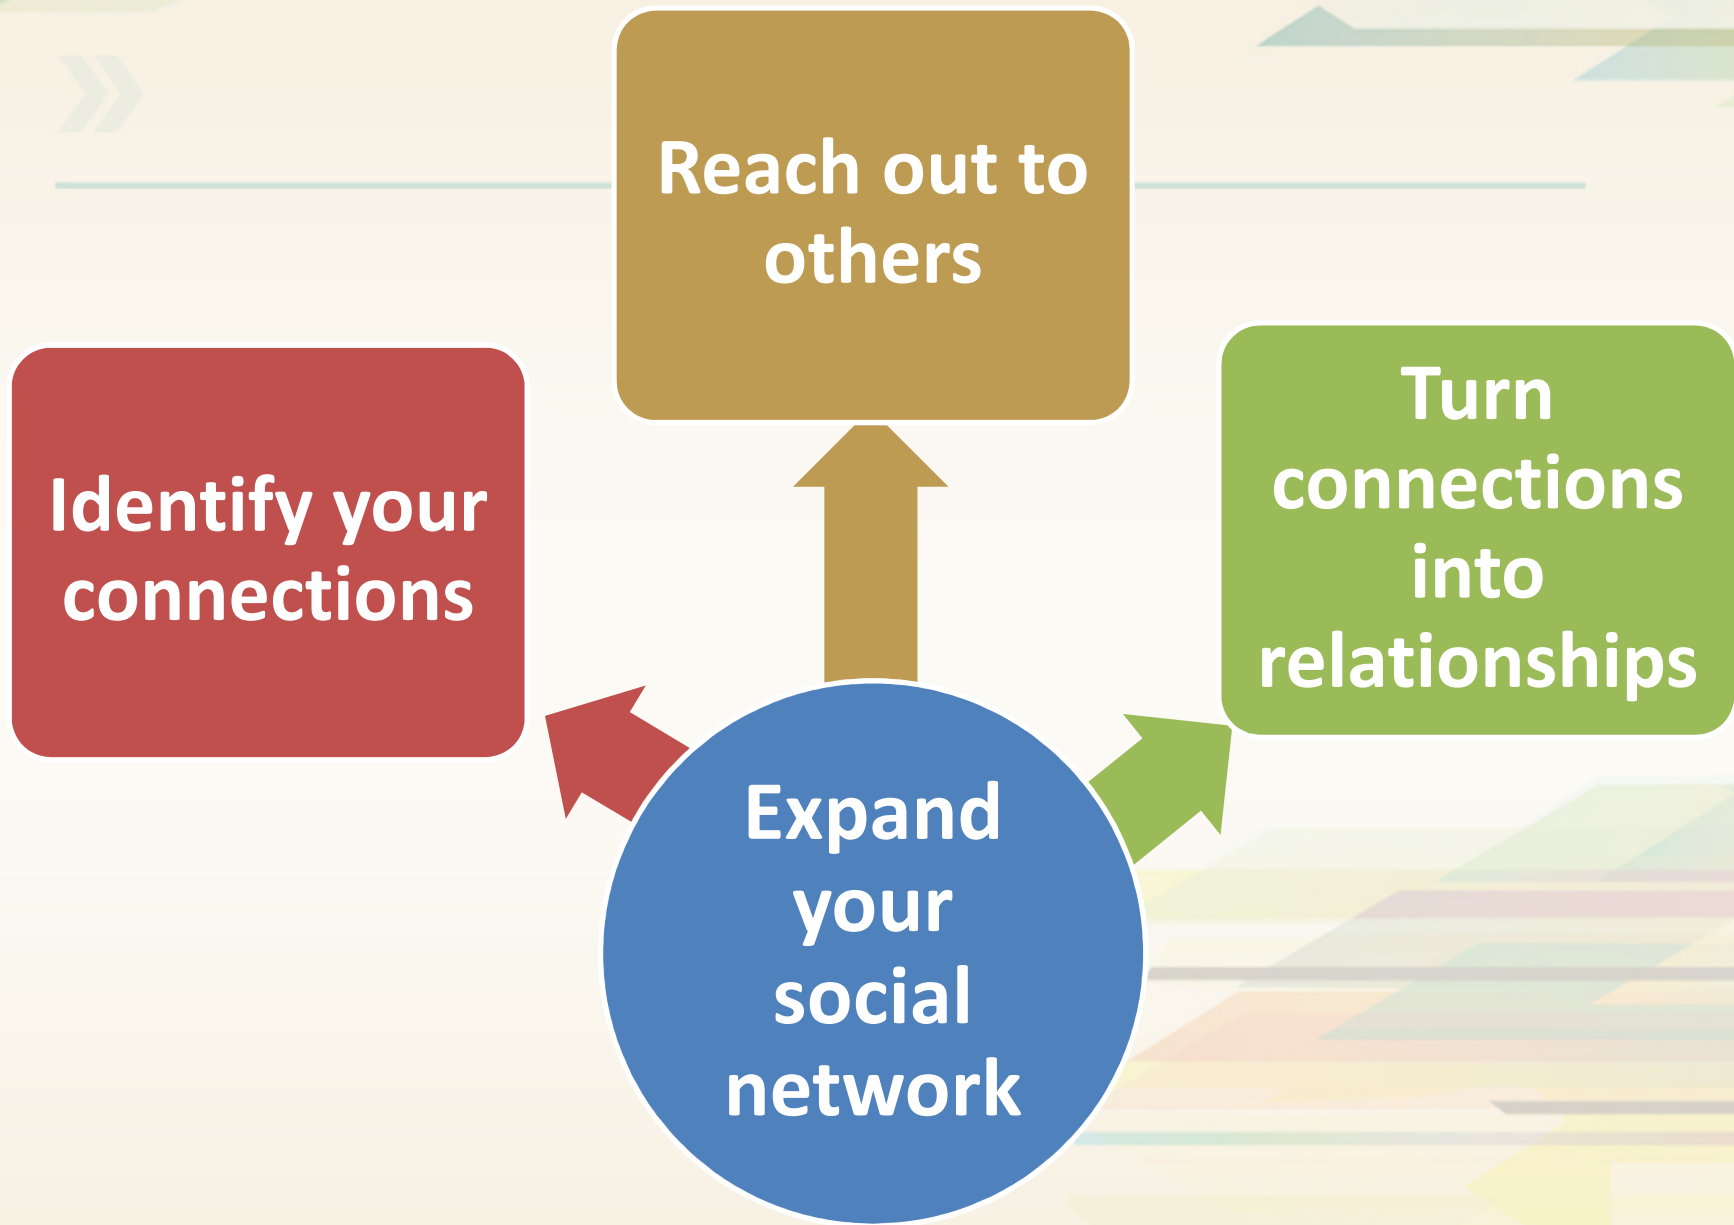 Reach out to
others
Identify your
connections
Turn
connections
into
relationships
Expand
your
social
network